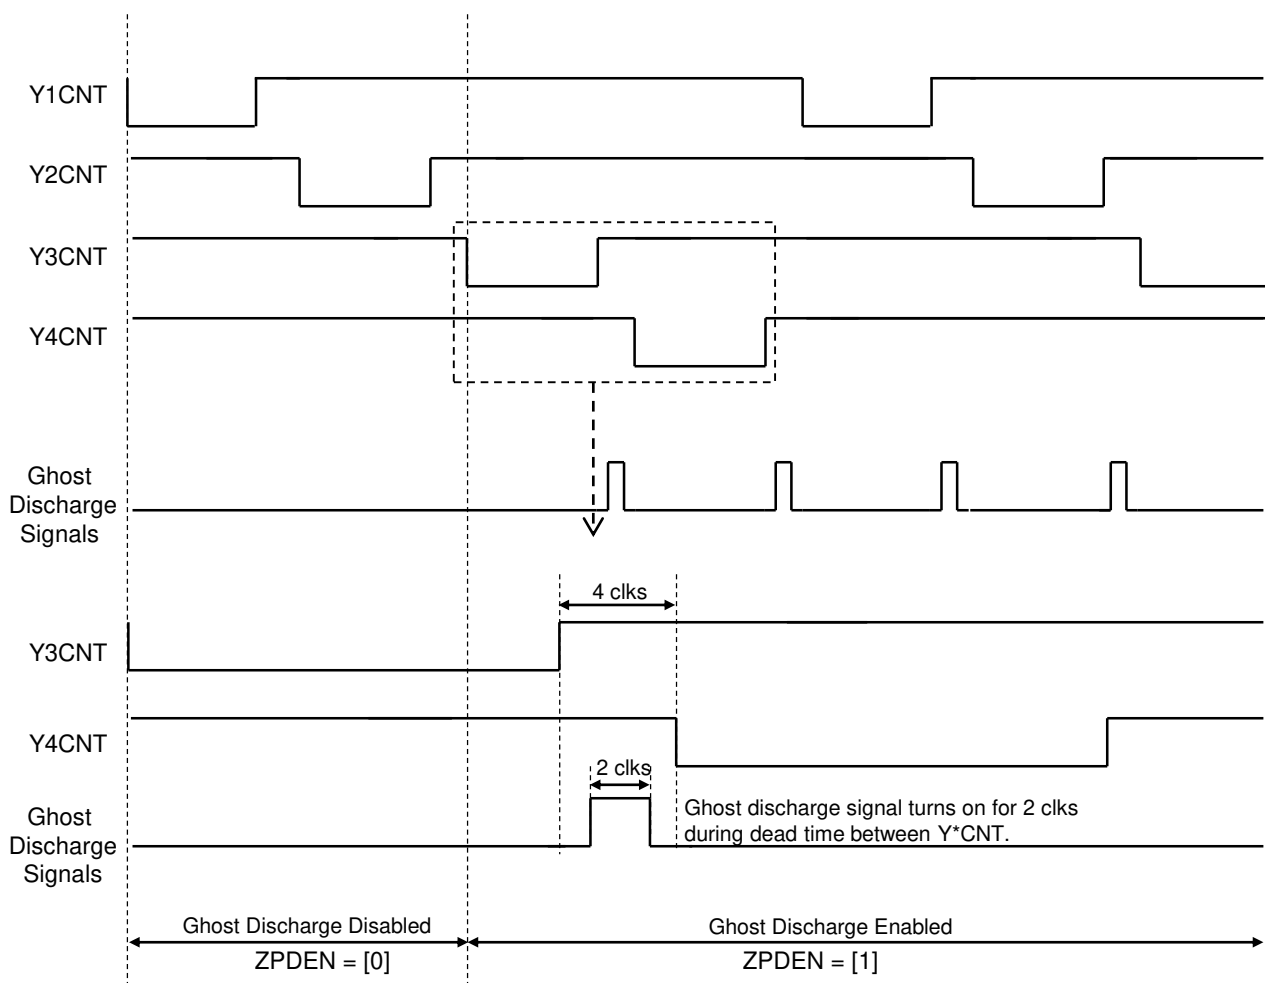 Y1CNT
Y2CNT
Y3CNT
Y4CNT
Ghost
Discharge
Signals
4 clks
Y3CNT
Y4CNT
2 clks
Ghost discharge signal turns on for 2 clks
during dead time between Y*CNT.
Ghost
Discharge
Signals
Ghost Discharge Disabled
Ghost Discharge Enabled
ZPDEN = [0]
ZPDEN = [1]